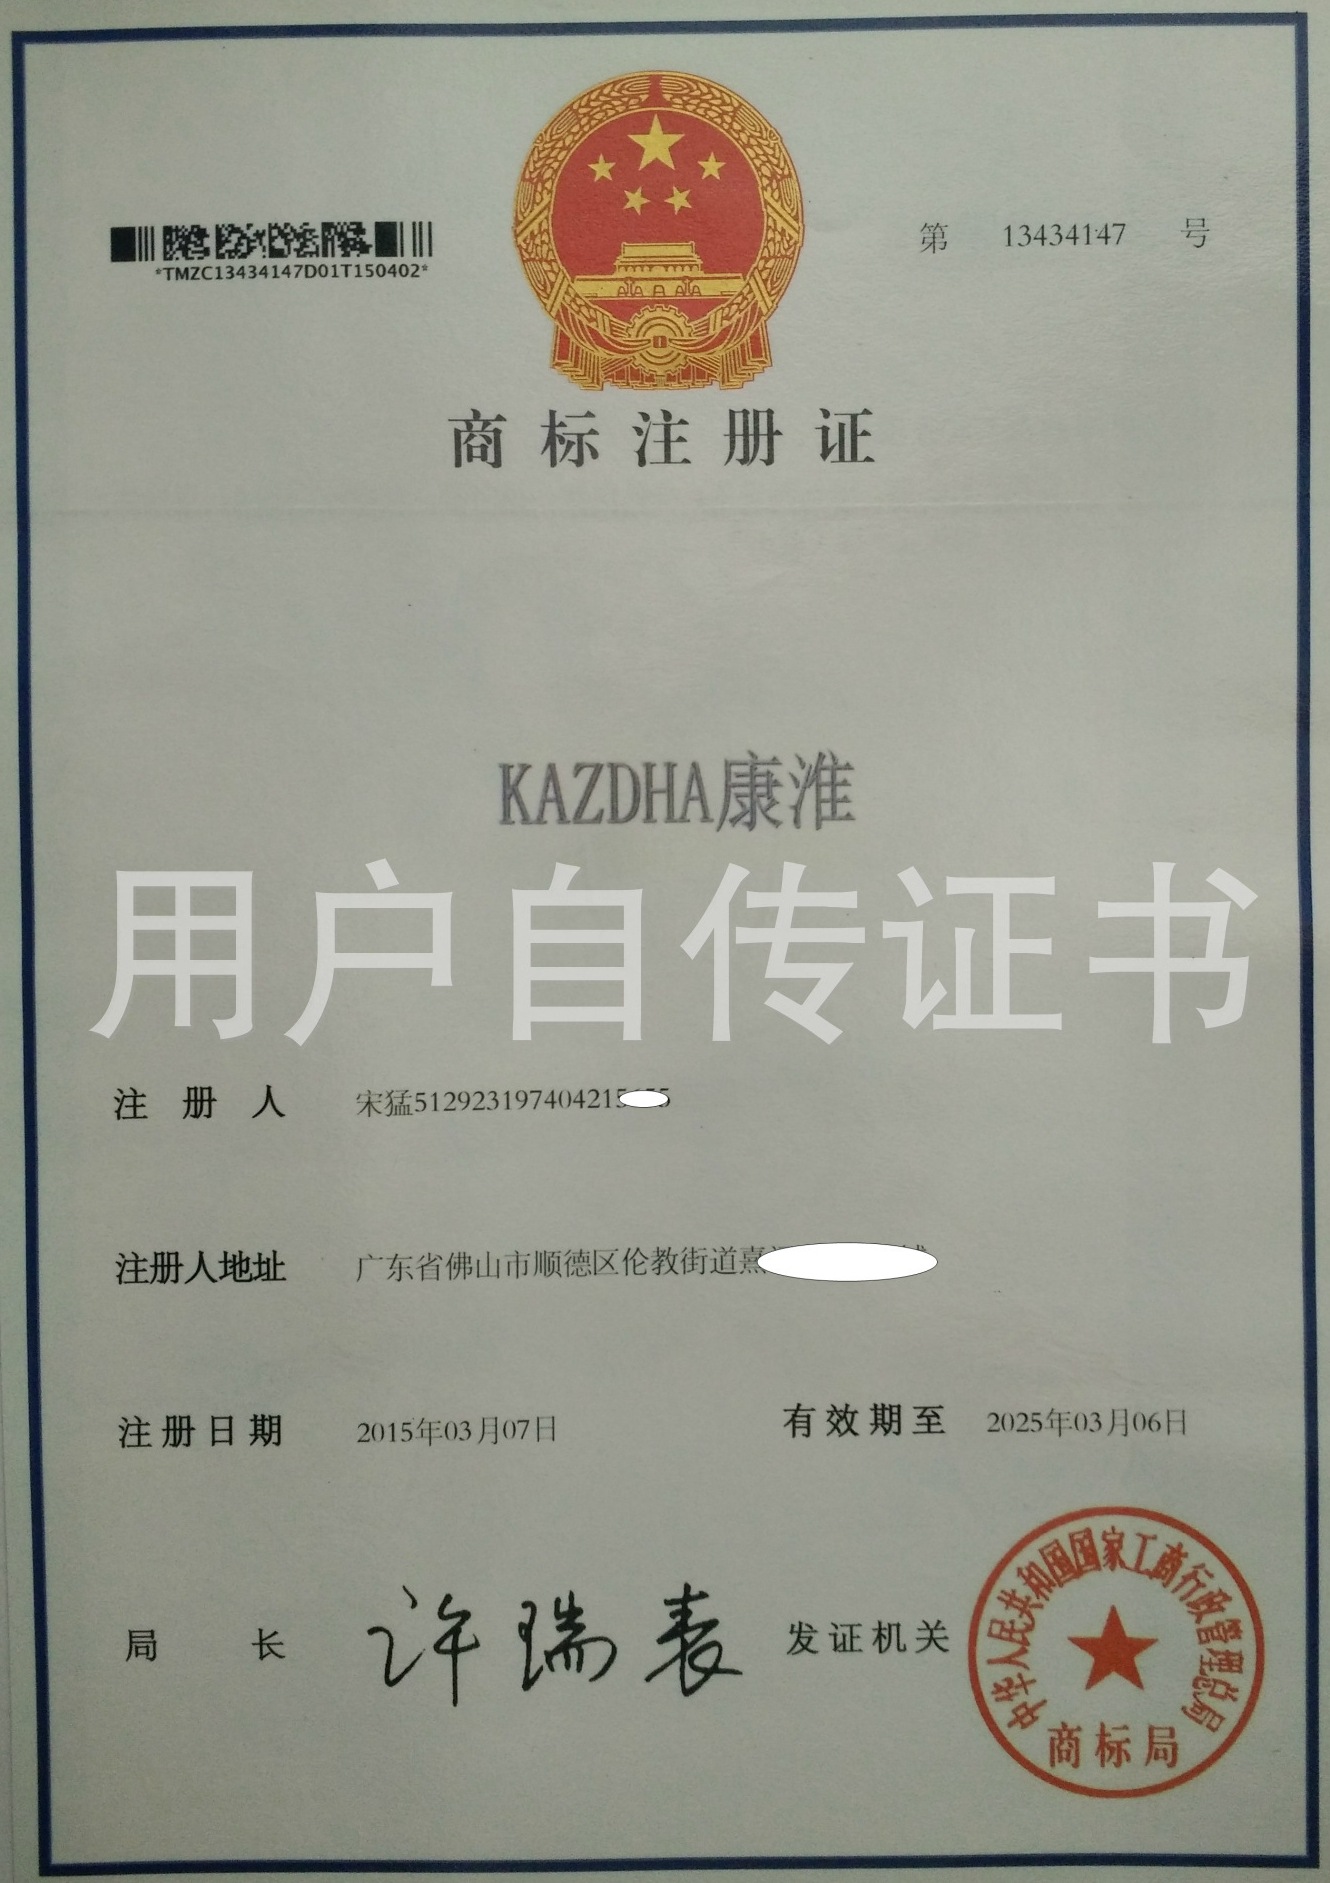 *TMZC13434147D01T150402*
第 13434147 号
商标注册证
KAZDHA康淮
用户自传证书
注册人 宋猛512923197404215
注册人地址 广东省佛山市顺德区伦教街道熹
注册日期 2015年03月07日 有效期至 2025年03月06日
局长 许瑞表 发证机关
中华人民共和国国家工商行政管理总局
商标局